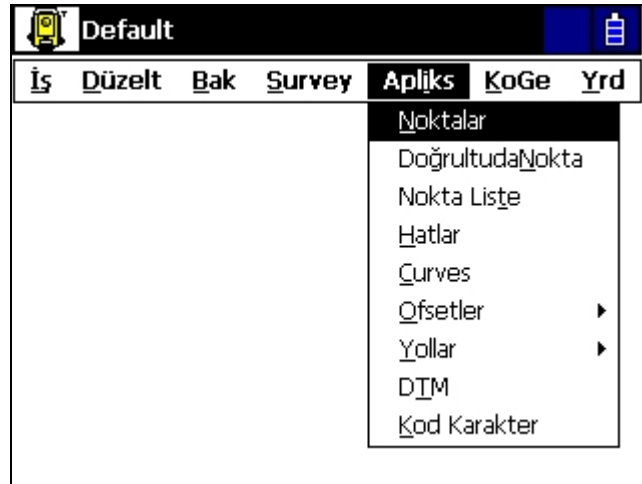 Default
İş Düzelt Bak Survey Apliks KoGe Yrd
Noktalar
DoğrultudaNokta
Nokta Liste
Hatlar
Curves
Ofsetler
Yollar
DTM
Kod Karakter